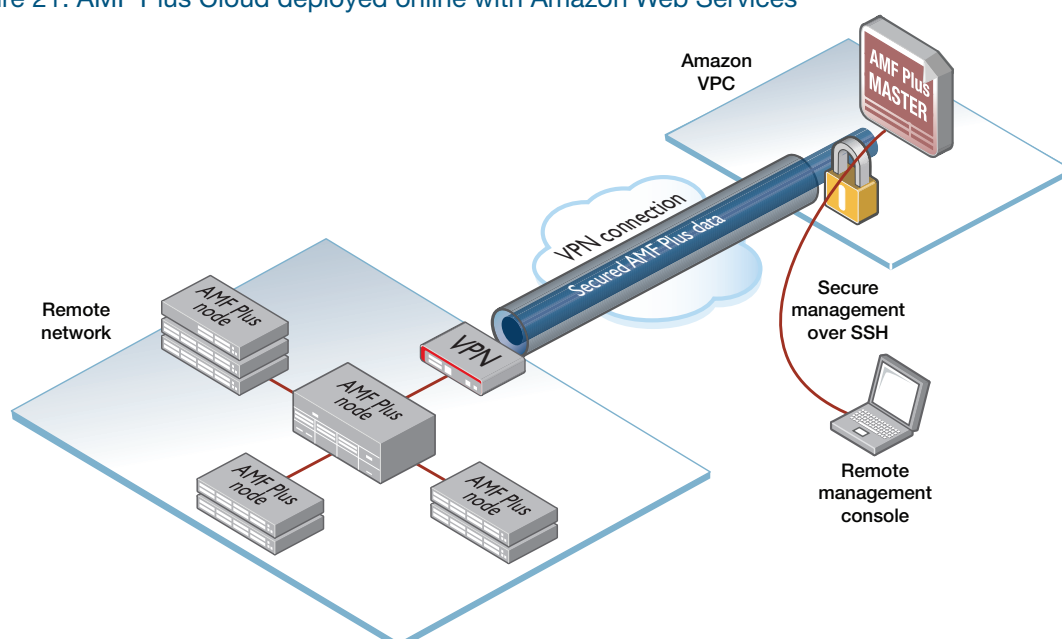 re 21: AMF Plus Cloud deployed online with Amazon Web Services
Amazon
VPC
AMF Plus
MASTER
VPN connection
Secured AMF Plus data
Remote
network
AMF Plus
node
VPN
AMF Plus
node
Secure
management
over SSH
AMF Plus
node
AMF Plus
node
Remote
management
console